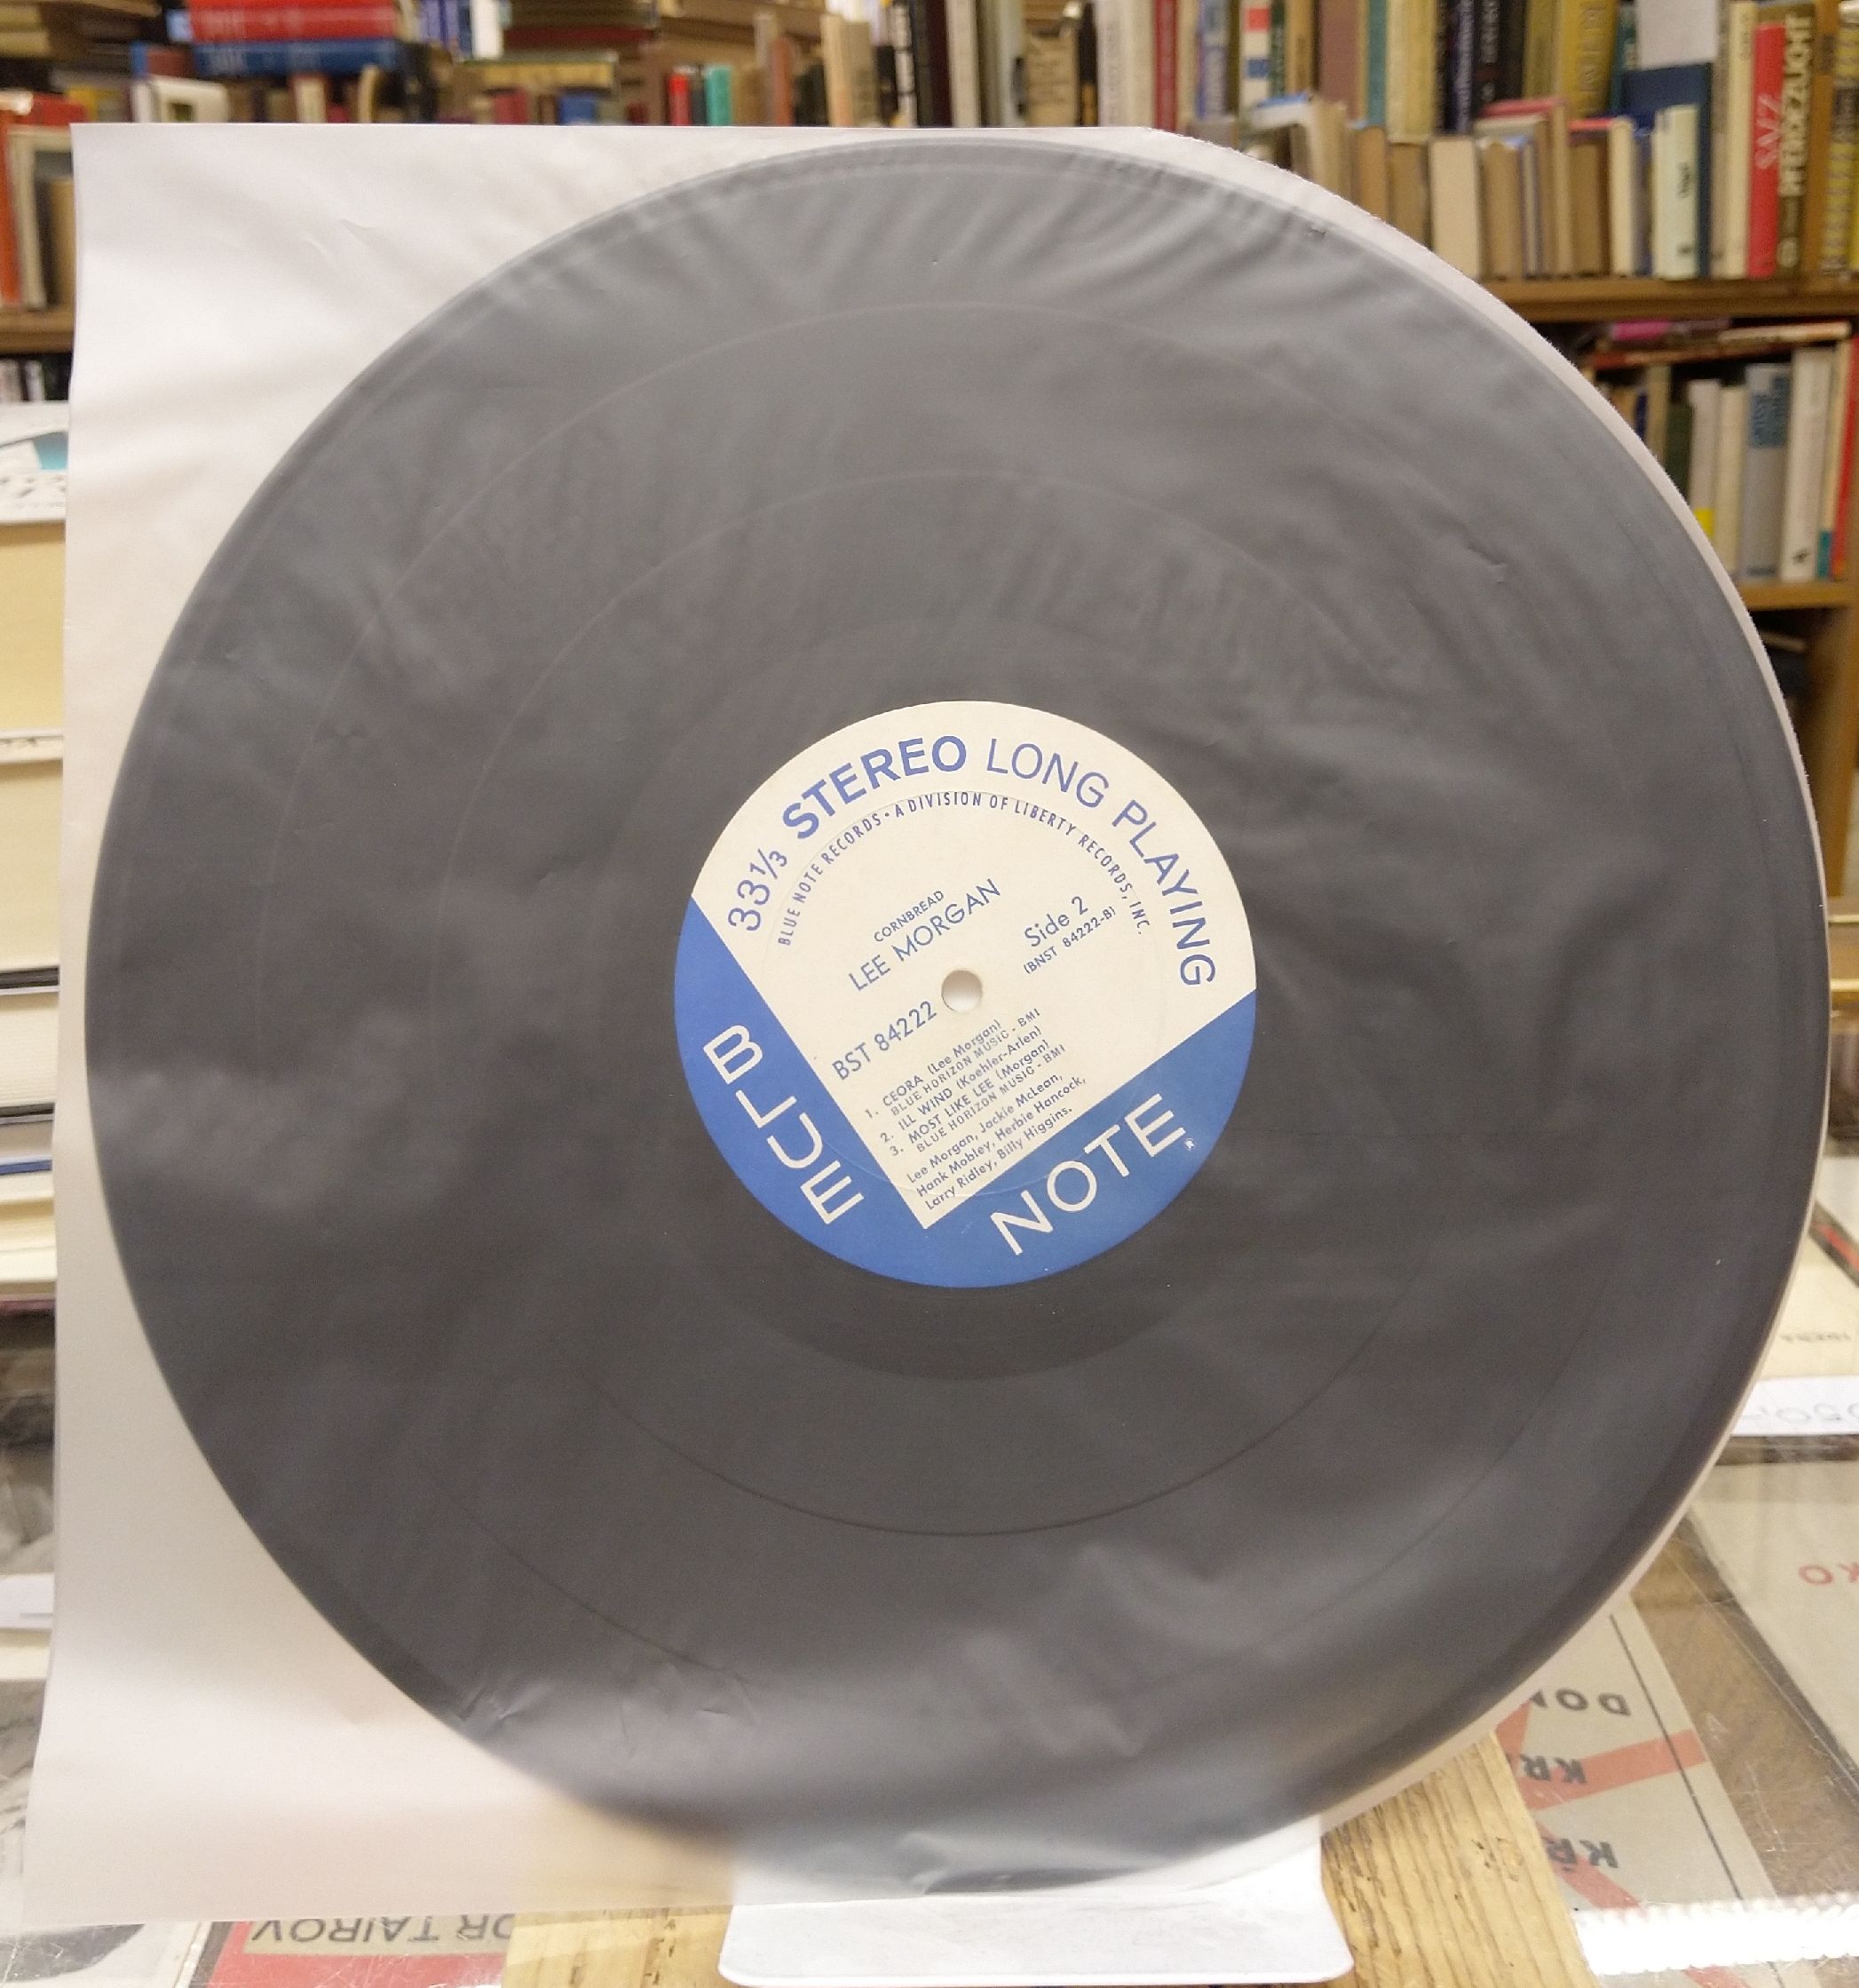 33⅓ STEREO LONG PLAYING
BLUE NOTE RECORDS • A DIVISION OF LIBERTY RECORDS, INC.
CORNBREAD
LEE MORGAN
Side 2
(BNST 84222-B)
BST 84222
1. CEORA (Lee Morgan)
BLUE HORIZON MUSIC - BMI
2. ILL WIND (Koehler-Arlen)
3. MOST LIKE LEE (Morgan)
BLUE HORIZON MUSIC - BMI
Lee Morgan, Jackie McLean,
Hank Mobley, Herbie Hancock,
Larry Ridley, Billy Higgins.
BLUE
NOTE®
PFERDEZUCHT
TAIROV